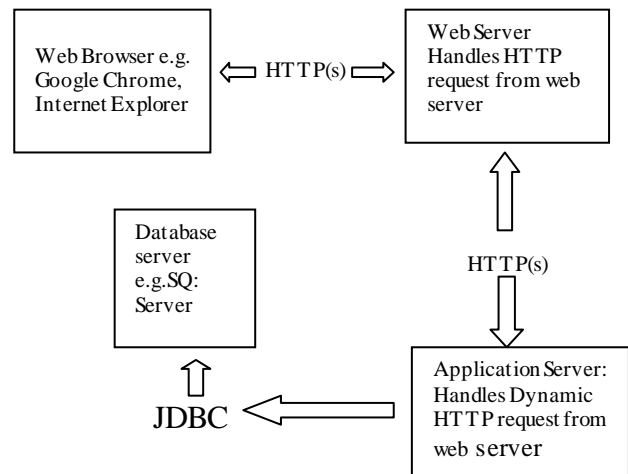 Web Browser e.g.
Google Chrome,
Internet Explorer
HTTP(s)
Web Server
Handles HTTP
request from web
server
HTTP(s)
Database
server
e.g.SQ:
Server
JDBC
Application Server:
Handles Dynamic
HTTP request from
web server